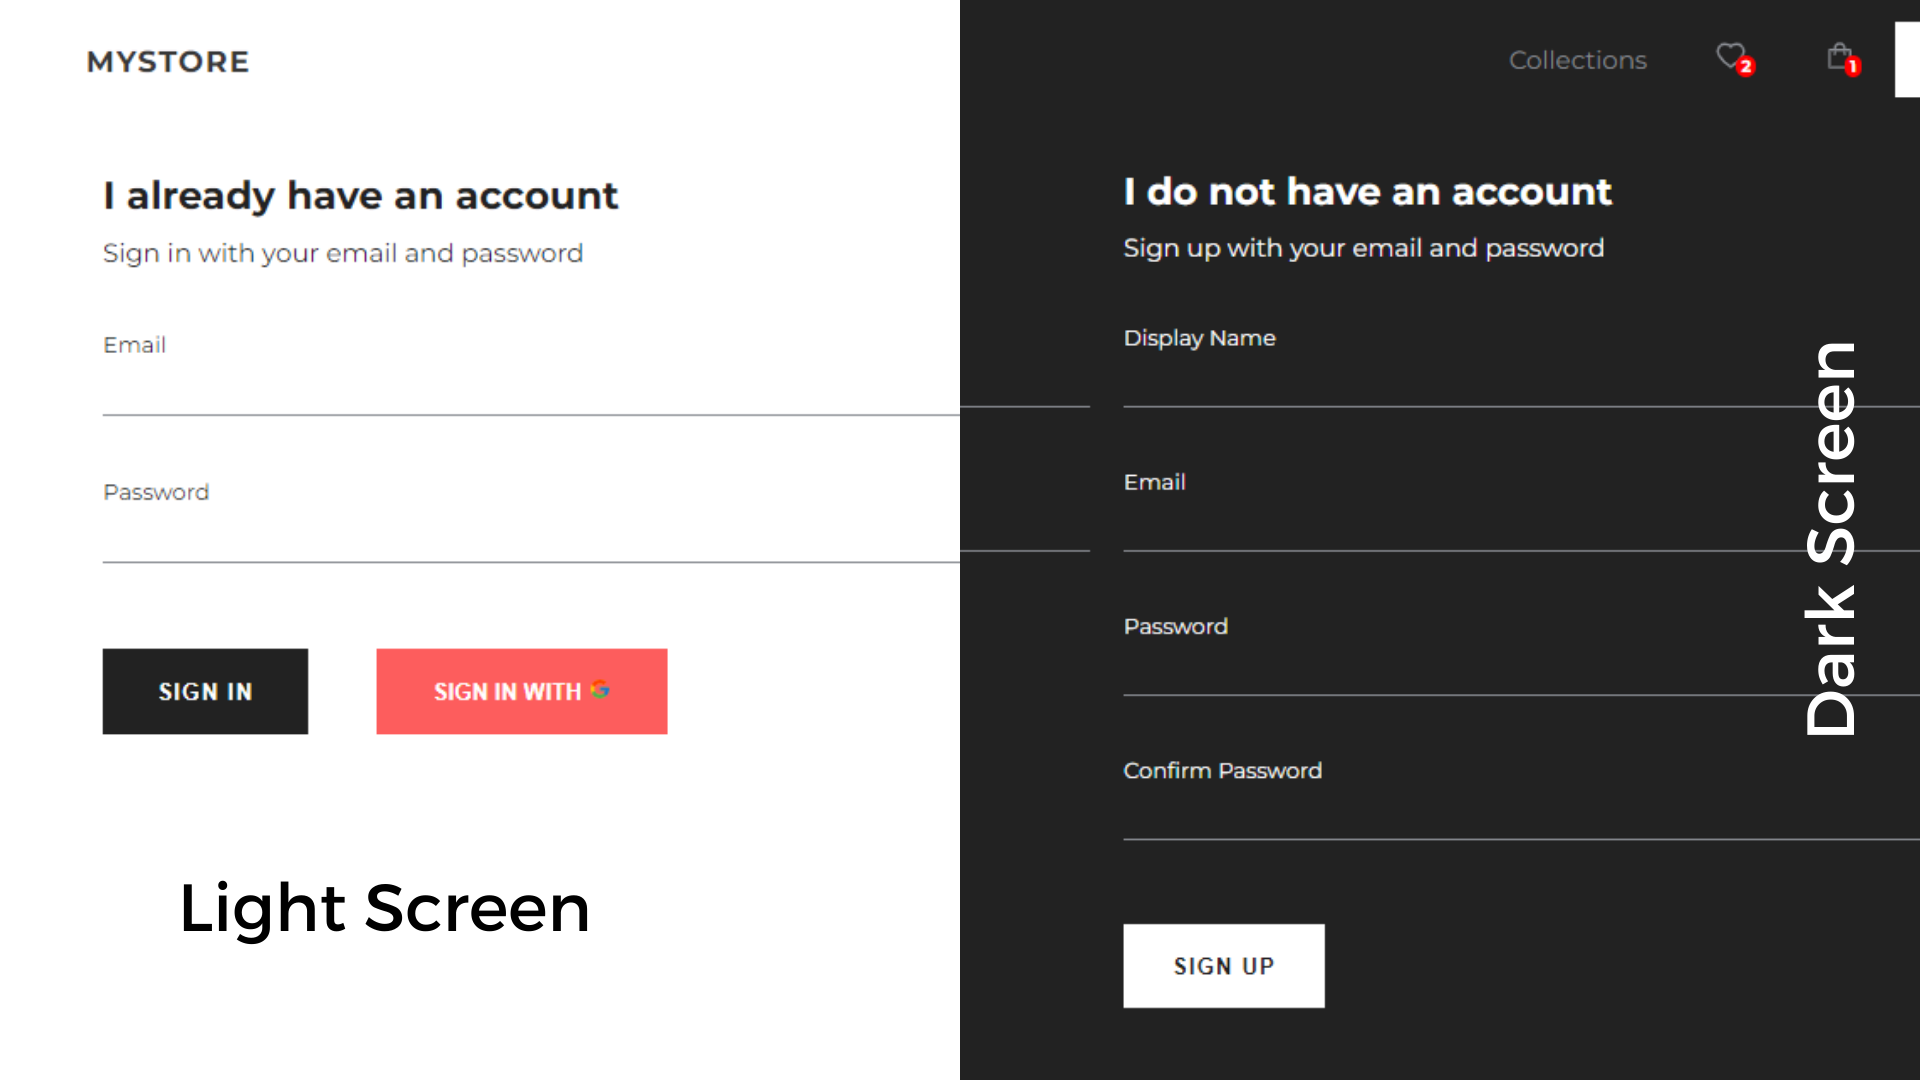 MYSTORE
I already have an account
Sign in with your email and password
Email
Password
SIGN IN
SIGN IN WITH G
Light Screen
Collections
2
1
I do not have an account
Sign up with your email and password
Display Name
Email
Password
Confirm Password
SIGN UP
Dark Screen